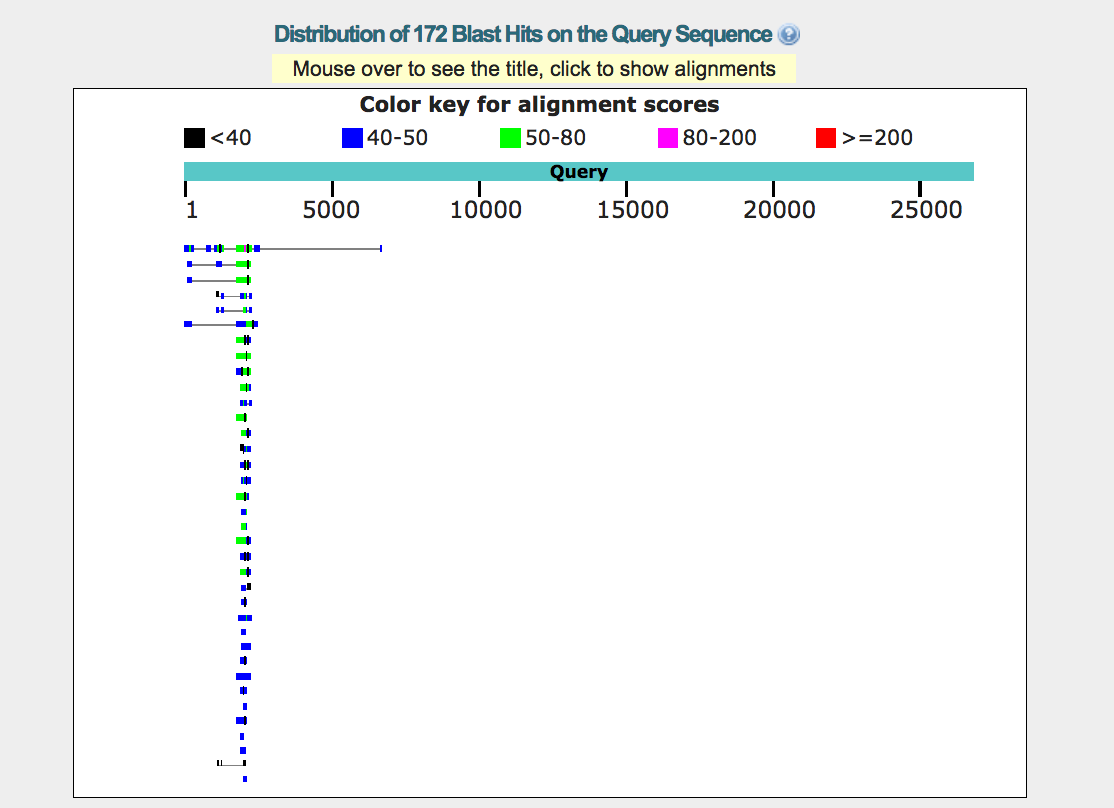 Distribution of 172 Blast Hits on the Query Sequence ?
Mouse over to see the title, click to show alignments
Color key for alignment scores
<40 40-50 50-80 80-200 >=200
Query
1 5000 10000 15000 20000 25000